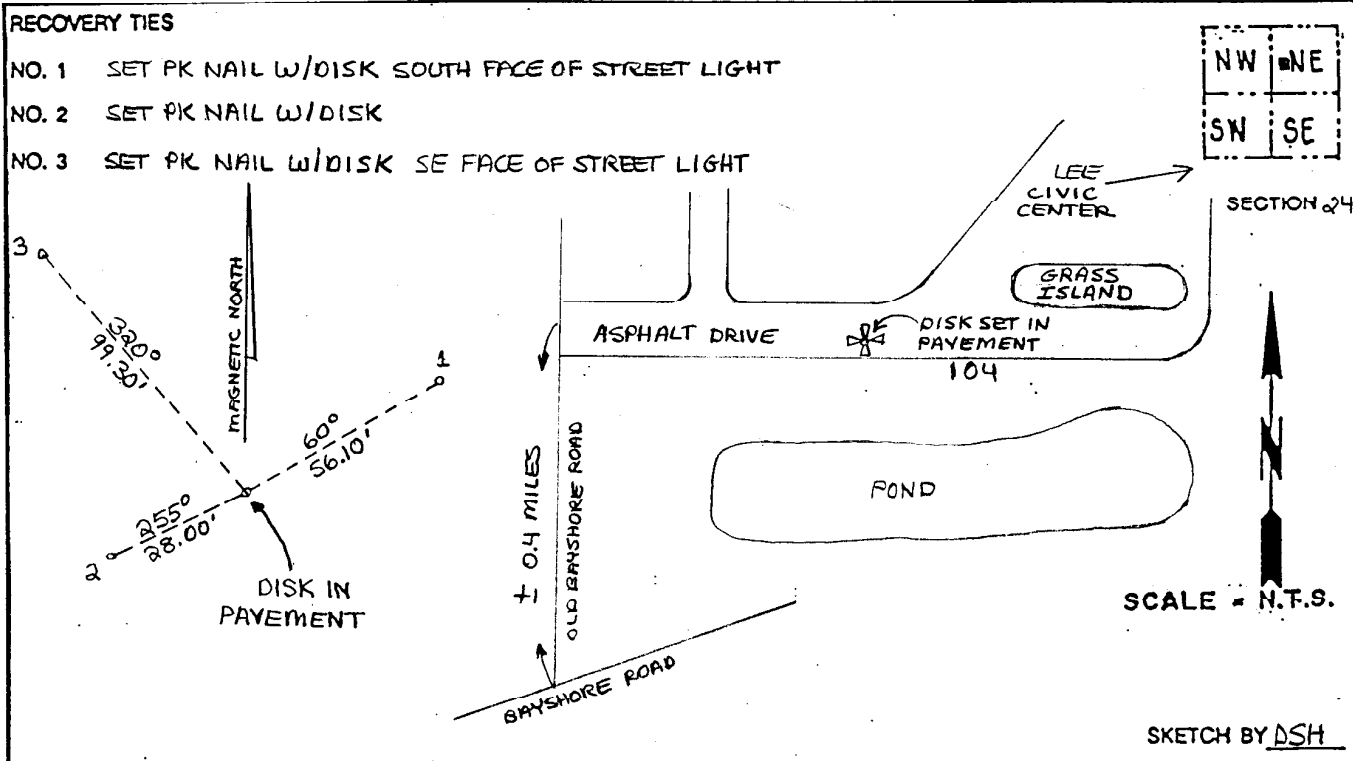 RECOVERY TIES
NO. 1 SET PK NAIL W/DISK SOUTH FACE OF STREET LIGHT
NO. 2 SET PK NAIL W/DISK
NO. 3 SET PK NAIL W/DISK SE FACE OF STREET LIGHT
NW NE
SW SE
SECTION 24
LEE
CIVIC
CENTER
GRASS
ISLAND
ASPHALT DRIVE
DISK SET IN
PAVEMENT
104
3
320°
99.30'
MAGNETIC NORTH
1
60°
56.10'
255°
28.00'
2
DISK IN
PAVEMENT
± 0.4 MILES
OLD BAYSHORE ROAD
POND
N
BAYSHORE ROAD
SCALE = N.T.S.
SKETCH BY DSH